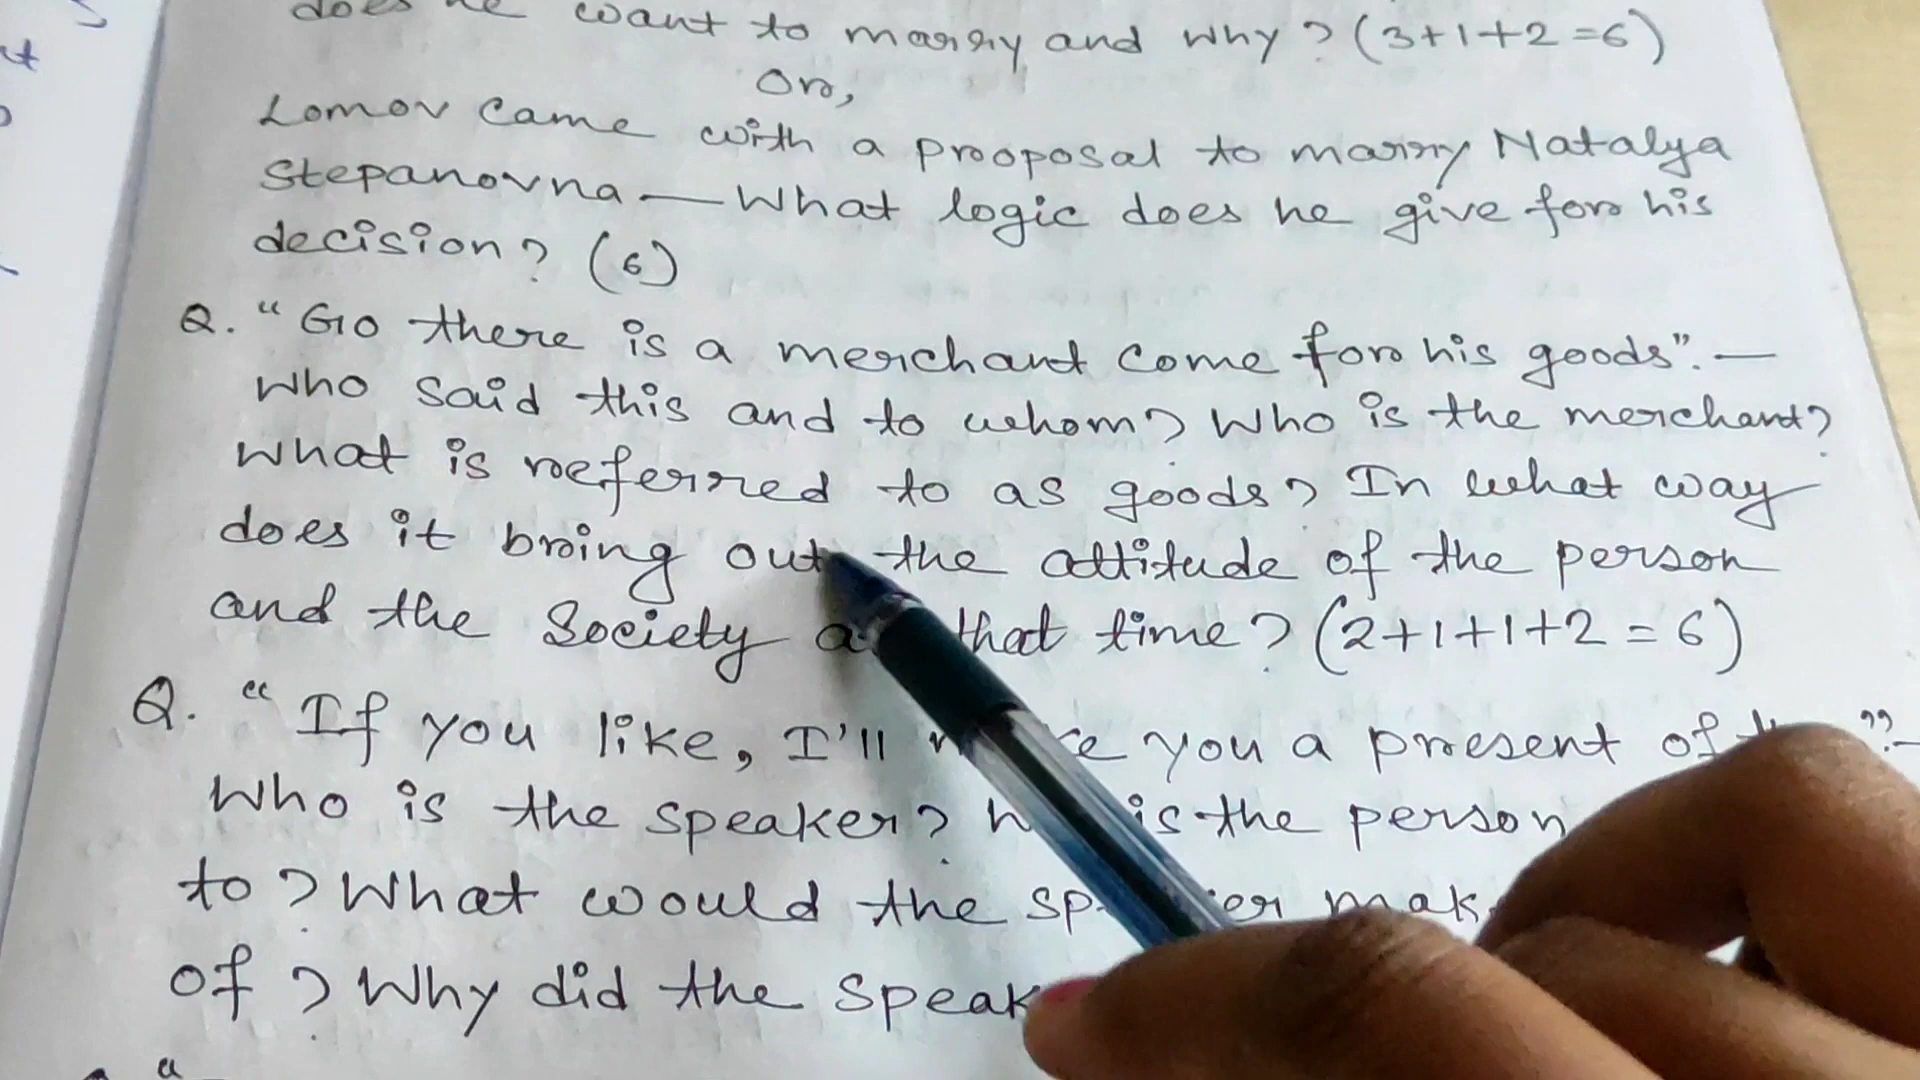 does he want to marry and why? (3+1+2=6)
Or,
Lomov came with a proposal to marry Natalya
Stepanovna — What logic does he give for his
decision? (6)
Q. "Go there is a merchant come for his goods". —
Who said this and to whom? Who is the merchant?
What is referred to as goods? In what way
does it bring out the attitude of the person
and the Society that time? (2+1+1+2=6)
Q. "If you like, I'll you a present of "—
Who is the speaker? is the person
to? What would the
of? Why did the